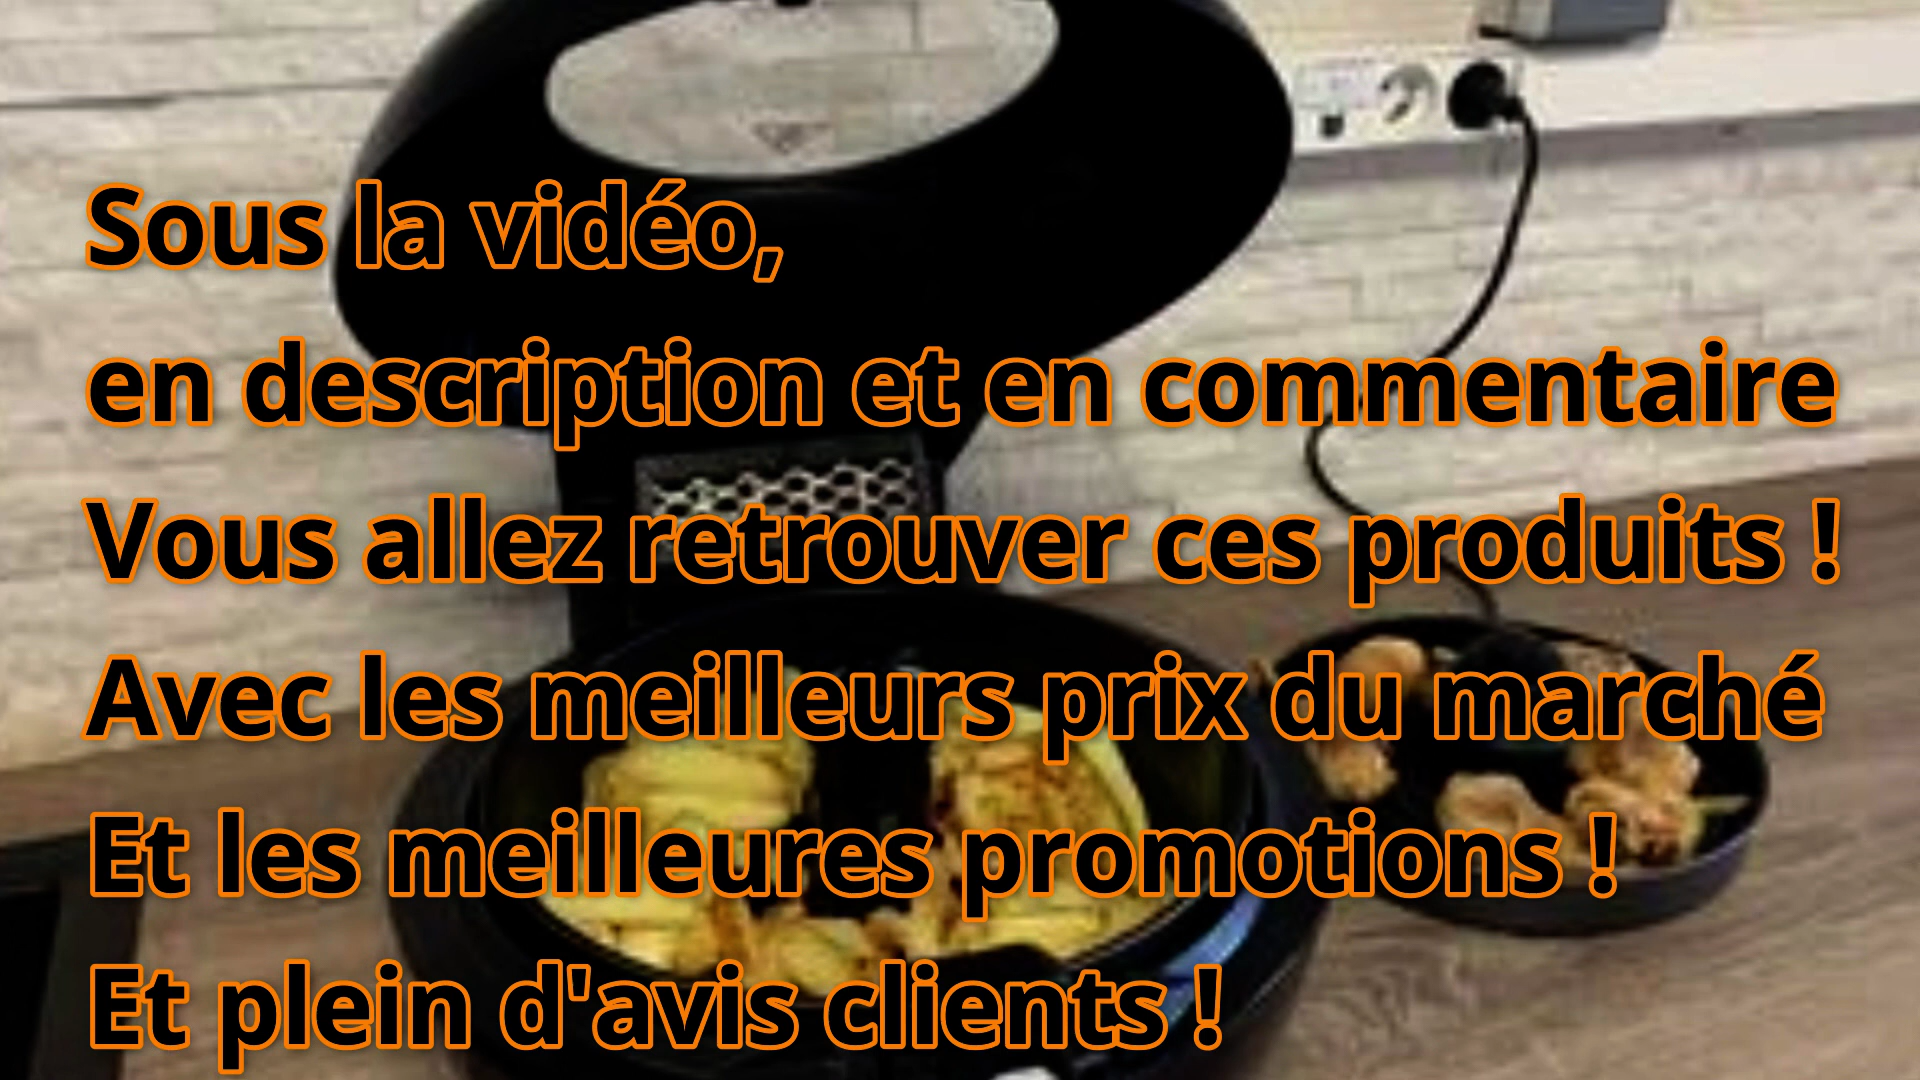 Sous la vidéo,
en description et en commentaire
Vous allez retrouver ces produits !
Avec les meilleurs prix du marché
Et les meilleures promotions !
Et plein d'avis clients !